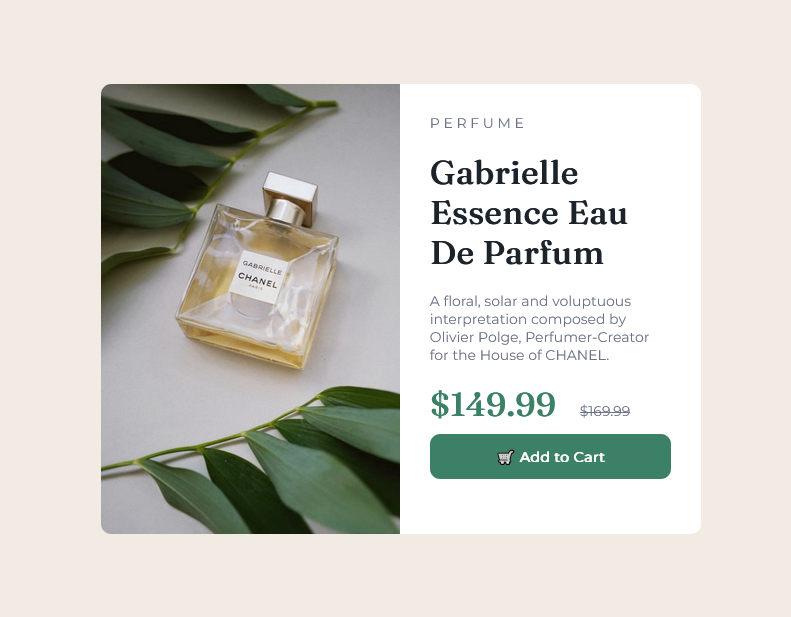 GABRIELLE
CHANEL
PARIS
PERFUME
Gabrielle
Essence Eau
De Parfum
A floral, solar and voluptuous
interpretation composed by
Olivier Polge, Perfumer-Creator
for the House of CHANEL.
$149.99 $169.99
🛒 Add to Cart